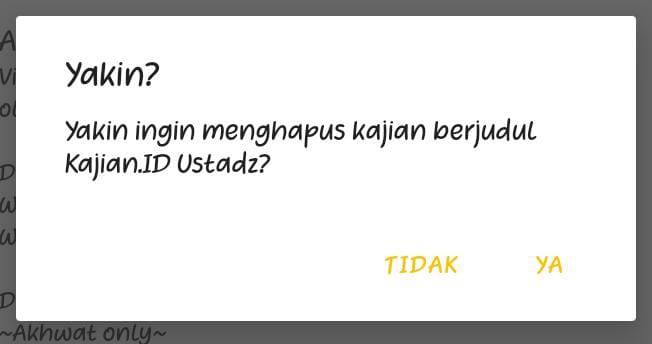 Yakin?
Yakin ingin menghapus kajian berjudul
Kajian.ID Ustadz?
TIDAK YA
~Akhwat only~